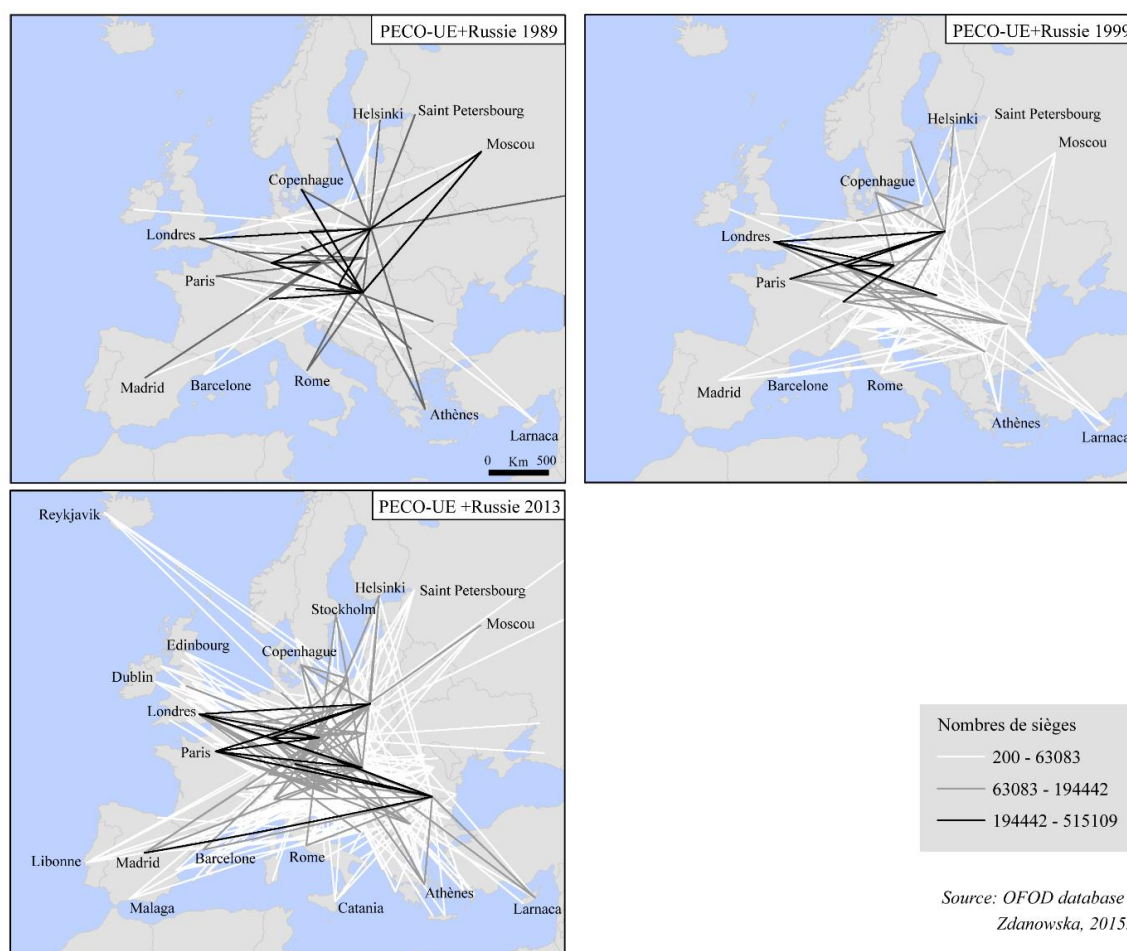 PECO-UE+Russie 1989
Helsinki
Saint Petersbourg
Moscou
Copenhague
Londres
Paris
Madrid
Barcelone
Rome
Athènes
Larnaca
0 Km 500
PECO-UE+Russie 1999
Helsinki
Saint Petersbourg
Moscou
Copenhague
Londres
Paris
Madrid
Barcelone
Rome
Athènes
Larnaca
PECO-UE +Russie 2013
Reykjavik
Helsinki
Saint Petersbourg
Stockholm
Moscou
Edinbourg
Copenhague
Dublin
Londres
Paris
Libonne
Madrid
Barcelone
Rome
Athènes
Malaga
Catania
Larnaca
Nombres de sièges
200 - 63083
63083 - 194442
194442 - 515109
Source: OFOD database
Zdanowska, 2015.